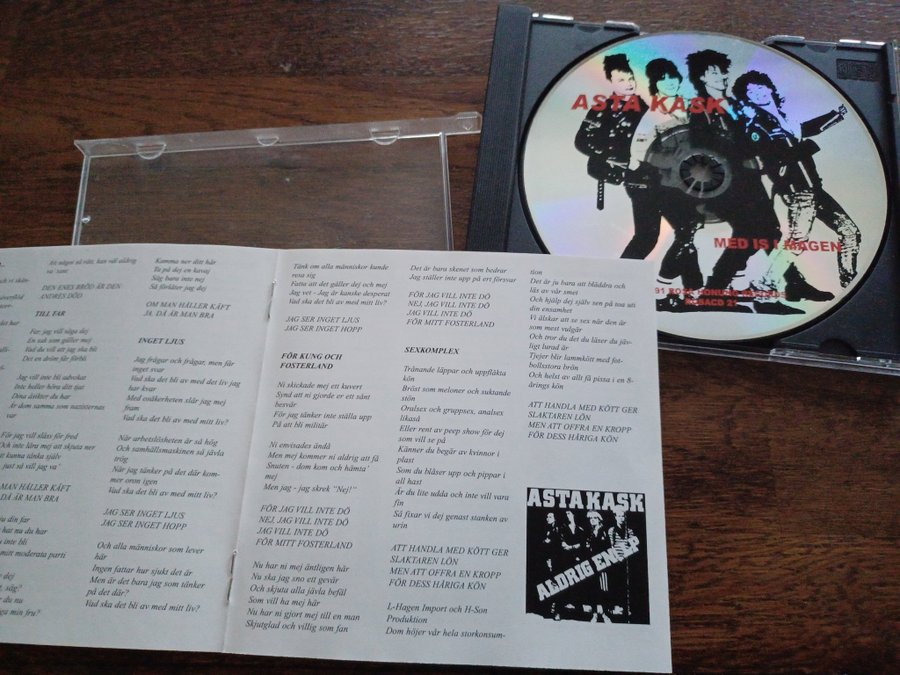 ASTA KASK
MED IS I MAGEN
Att något så rått, kan väl aldrig
va´ sant
DEN ENES BRÖD ÄR DEN
ANDRES DÖD
TILL FAR
Far jag vill säga dej
En sak som gäller mej
Vad du vill att jag ska bli
Det en dröm får förbli
Jag vill inte bli advokat
Inte heller höra ditt tjat
Dina åsikter du har
Är dom samma som nazisternas
var
För jag vill slåss för fred
Och inte lära mej att skjuta ner
att kunna tänka själv
just så vill jag va´
OM MAN HÅLLER KÄFT
JA, DÅ ÄR MAN BRA
mitt moderata parti
Kamma ner ditt hår
Ta på dej en kavaj
Säg bara inte nej
Så förlåter jag dej
OM MAN HÅLLER KÄFT
JA, DÅ ÄR MAN BRA
INGET LJUS
Jag frågar och frågar, men får
inget svar
Vad ska det bli av med det liv jag
har kvar
Med osäkerheten slår jag mej
fram
Vad ska det bli av med mitt liv?
När arbetslösheten är så hög
Och samhällsmaskinen så jävla
trög
När jag tänker på det där kom-
mer oron igen
Vad ska det bli av med mitt liv?
JAG SER INGET LJUS
JAG SER INGET HOPP
Och alla människor som lever
här
Ingen fattar hur sjukt det är
Men är det bara jag som tänker
på det där?
Vad ska det bli av med mitt liv?
Tänk om alla människor kunde
resa sig
Fatta att det gäller dej och mej
Jag vet - Jag är kanske desperat
Vad ska det bli av med mitt liv?
JAG SER INGET LJUS
JAG SER INGET HOPP
FÖR KUNG OCH
FOSTERLAND
Ni skickade mej ett kuvert
Synd att ni gjorde er ett sånt
besvär
För jag tänker inte ställa upp
På att bli militär
Ni envisades ändå
Men mej kommer ni aldrig att få
Snuten - dom kom och hämta´
mej
Men jag - jag skrek "Nej!"
FÖR JAG VILL INTE DÖ
NEJ, JAG VILL INTE DÖ
JAG VILL INTE DÖ
FÖR MITT FOSTERLAND
Nu har ni mej äntligen här
Nu ska jag sno ett gevär
Och skjuta alla jävla befäl
Som vill ha mej här
Nu har ni gjort mej till en man
Skjutglad och villig som fan
Det är bara skenet som bedrar
Jag ställer inte upp på ert försvar
FÖR JAG VILL INTE DÖ
NEJ, JAG VILL INTE DÖ
JAG VILL INTE DÖ
FÖR MITT FOSTERLAND
SEXKOMPLEX
Trånande läppar och uppfläkta
kön
Bröst som meloner och suktande
stön
Oralsex och gruppsex, analsex
likaså
Eller rent av peep show för dej
som vill se på
Känner du begär av kvinnor i
plast
Som du blåser upp och pippar i
all hast
Är du lite udda och inte vill vara
fin
Så fixar vi dej genast stanken av
urin
ATT HANDLA MED KÖTT GER
SLAKTAREN LÖN
MEN ATT OFFRA EN KROPP
FÖR DESS HÅRIGA KÖN
L-Hagen Import och H-Son
Produktion
Dom höjer vår hela storkonsum-
tion
Det är ju bara att bläddra och
läs av vår smet
Och hjälp dej själv sen på toa uti
din ensamhet
Vi älskar att se sex när den är
som mest vulgär
Och tror du det du läser du jäv-
ligt lurad är
Tjejer blir lammkött med fot-
bollsstora brön
Och helst av allt få pissa i en 8-
årings kön
ATT HANDLA MED KÖTT GER
SLAKTAREN LÖN
MEN ATT OFFRA EN KROPP
FÖR DESS HÅRIGA KÖN
ASTA KASK
ALDRIG EN EP